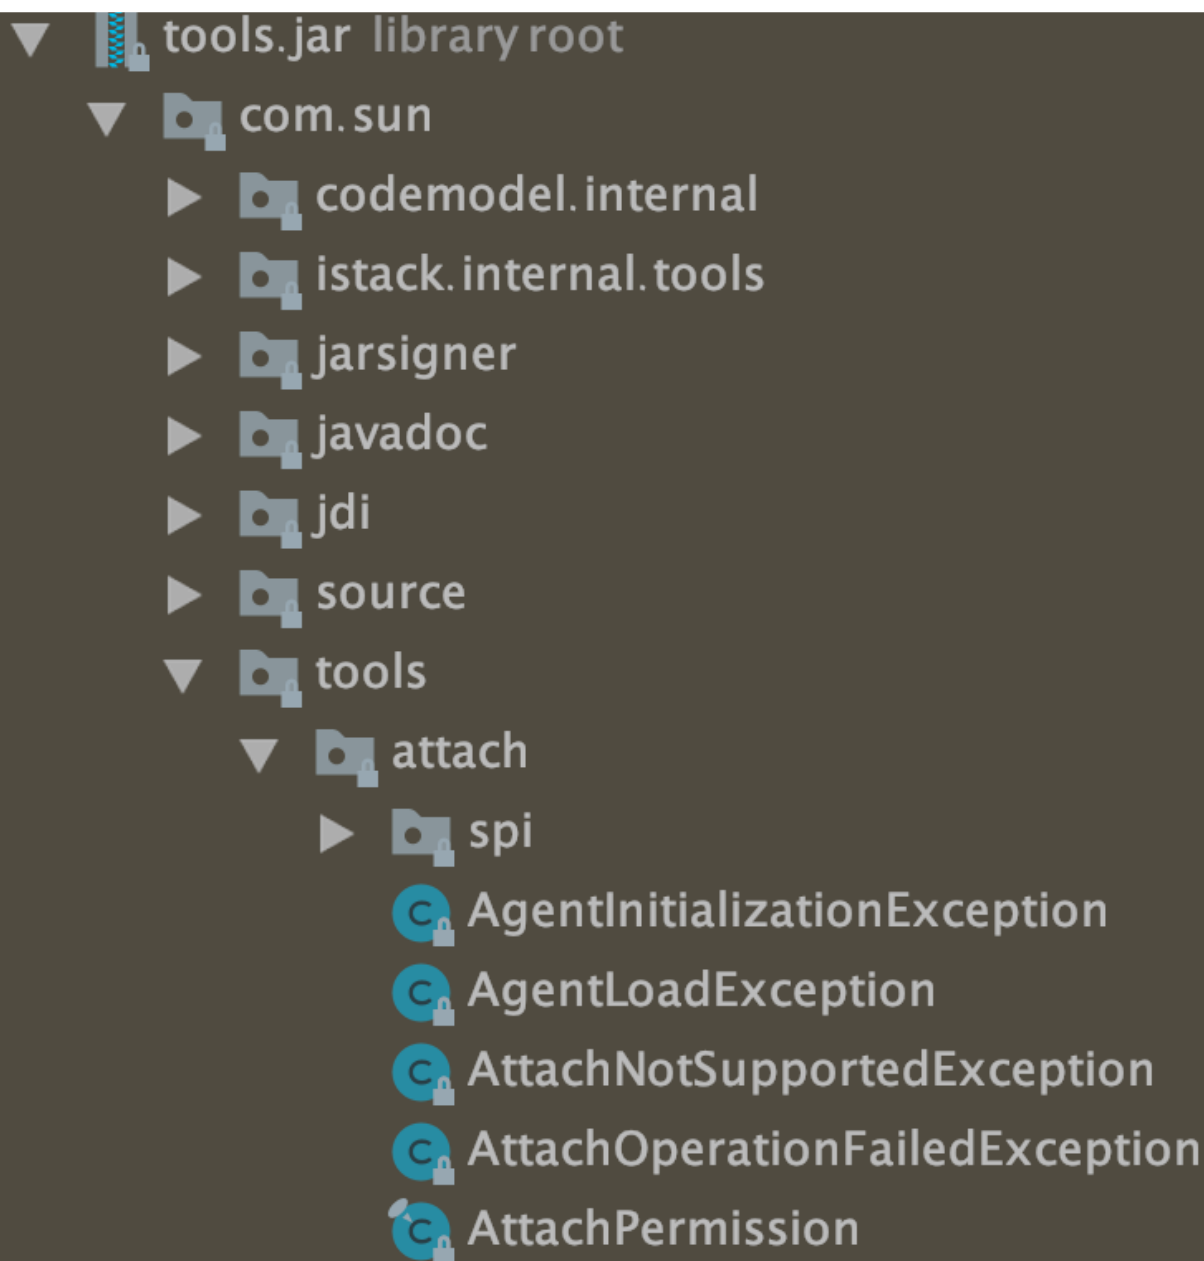 tools.jar library root
com.sun
codemodel.internal
istack.internal.tools
jarsigner
javadoc
jdi
source
tools
attach
spi
AgentInitializationException
AgentLoadException
AttachNotSupportedException
AttachOperationFailedException
AttachPermission